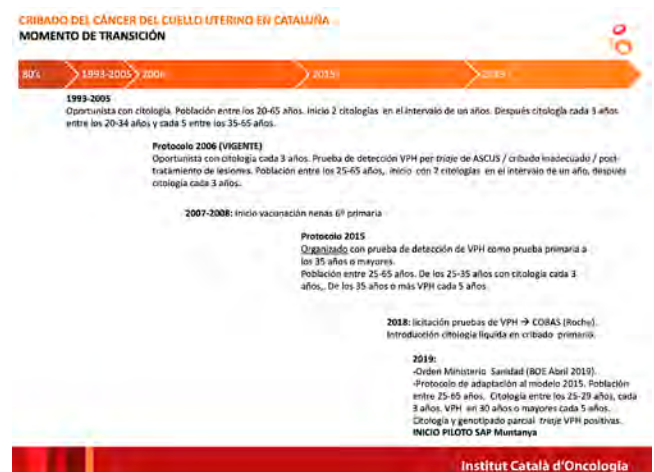 CRIBADO DEL CÁNCER DEL CUELLO UTERINO EN CATALUÑA
MOMENTO DE TRANSICIÓN
80's
1993-2005
2006
2015
1993-2005
Oportunista con citología. Población entre los 20-65 años. Inicio 2 citologías en el intervalo de un años. Después citología cada 3 años
entre los 20-34 años y cada 5 entre los 35-65 años.
Protocolo 2006 (VIGENTE)
Oportunista con citología cada 3 años. Prueba de detección VPH per triaje de ASCUS / cribado inadecuado / post-
tratamiento de lesiones. Población entre los 25-65 años,. inicio con 2 citologías en el intervalo de un año, después
citología cada 3 años.
2007-2008: Inicio vacunación nenas 6º primaria
Protocolo 2015
Organizado con prueba de detección de VPH como prueba primaria a
los 35 años o mayores.
Población entre 25-65 años. De los 25-35 años con citología cada 3
años,. De los 35 años o más VPH cada 5 años
2018: licitación pruebas de VPH → COBAS (Roche).
Introducción citología líquida en cribado primario.
2019:
-Orden Ministerio Sanidad (BOE Abril 2019).
-Protocolo de adaptación al modelo 2015. Población
entre 25-65 años. Citología entre los 25-29 años, cada
3 años. VPH en 30 años o mayores cada 5 años.
Citología y genotipado parcial triaje VPH positivas.
INICIO PILOTO SAP Muntanya
Institut Català d'Oncologia